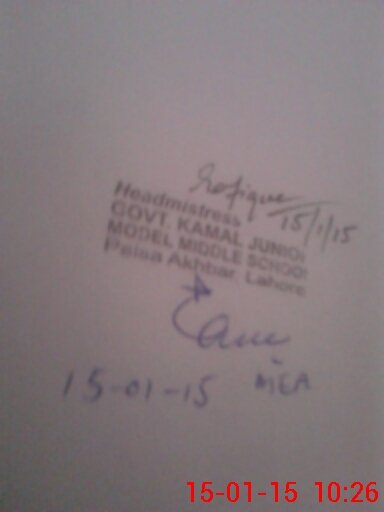 Rafique
15/1/15
Headmistress
GOVT. KAMAL JUNIOR
MODEL MIDDLE SCHOOL
Paisa Akhbar, Lahore
15-01-15 MEA
15-01-15 10:26